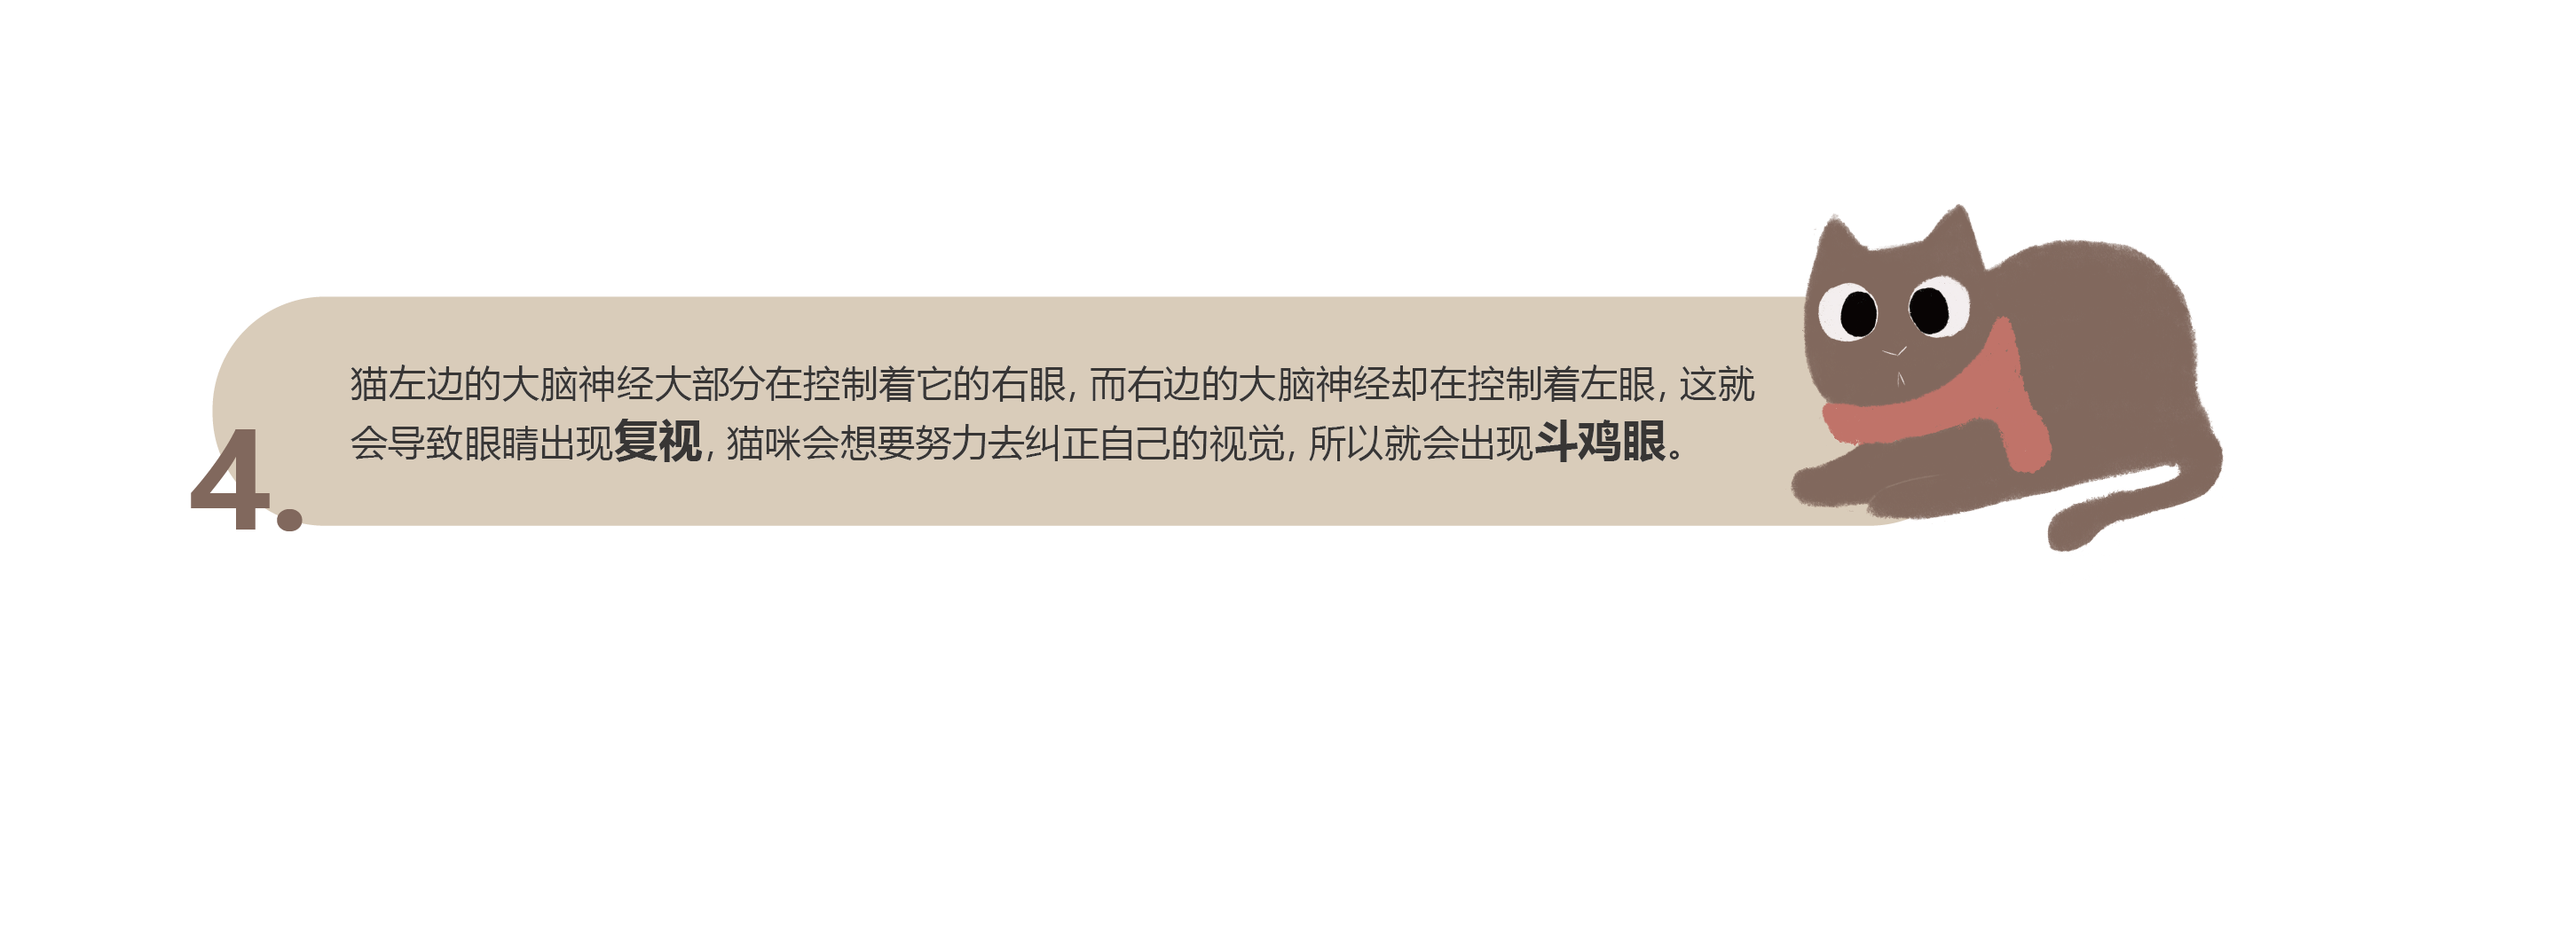 猫左边的大脑神经大部分在控制着它的右眼, 而右边的大脑神经却在控制着左眼, 这就
会导致眼睛出现复视, 猫咪会想要努力去纠正自己的视觉, 所以就会出现斗鸡眼。
4.